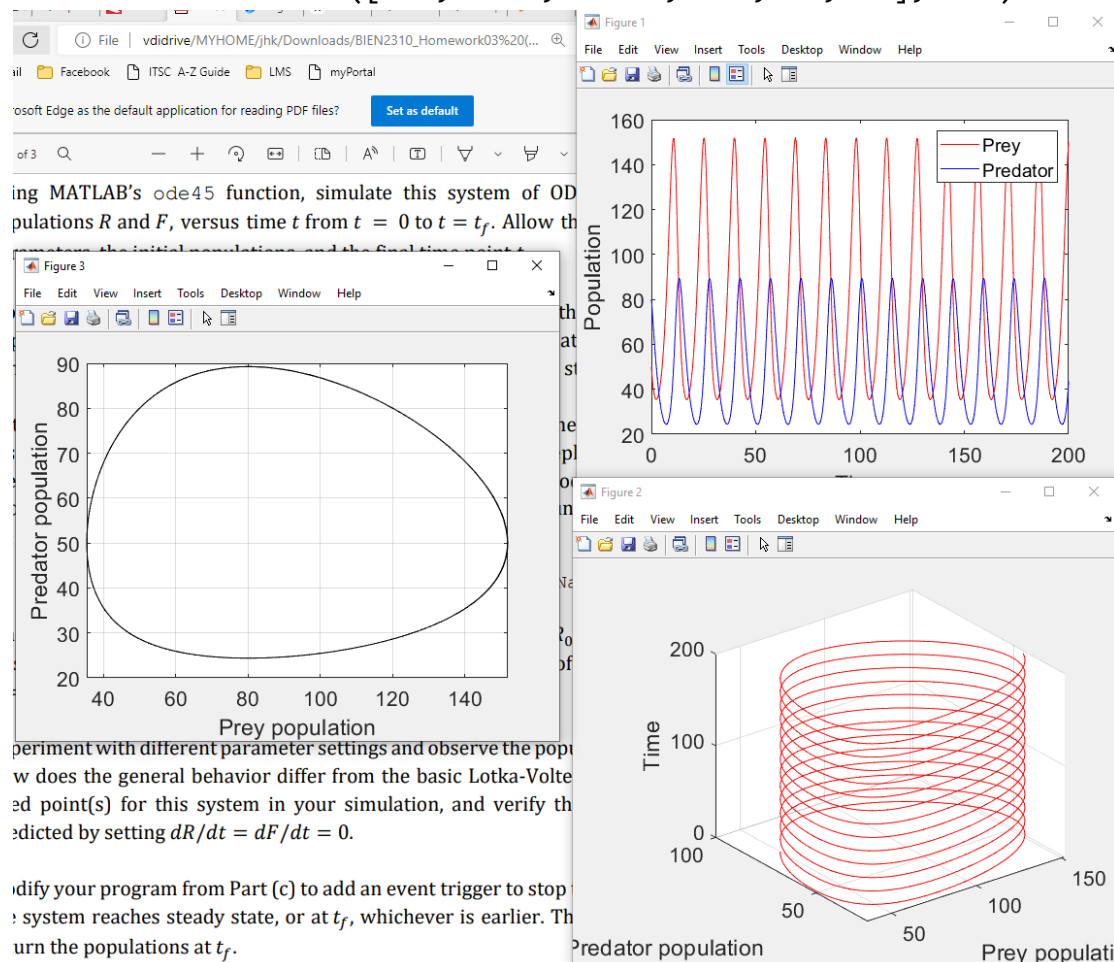 File vdidrive/MYHOME/jhk/Downloads/BIEN2310_Homework03%20(...
Facebook ITSC A-Z Guide LMS myPortal
rosoft Edge as the default application for reading PDF files? Set as default
of 3
ing MATLAB's ode45 function, simulate this system of OD
pulations R and F, versus time t from t = 0 to t = t_f. Allow th
Figure 3
File Edit View Insert Tools Desktop Window Help
90
80
70
60
50
40
30
20
40 60 80 100 120 140
Predator population
Prey population
periment with different parameter settings and observe the popu
w does the general behavior differ from the basic Lotka-Volte
ed point(s) for this system in your simulation, and verify th
edicted by setting dR/dt = dF/dt = 0.
odify your program from Part (c) to add an event trigger to stop
e system reaches steady state, or at t_f, whichever is earlier. Th
urn the populations at t_f.
Figure 1
File Edit View Insert Tools Desktop Window Help
160
140
120
100
80
60
40
20
0 50 100 150 200
Population
Prey
Predator
Figure 2
File Edit View Insert Tools Desktop Window Help
200
100
0
Time
100
50
Predator population
50
100
150
Prey populati